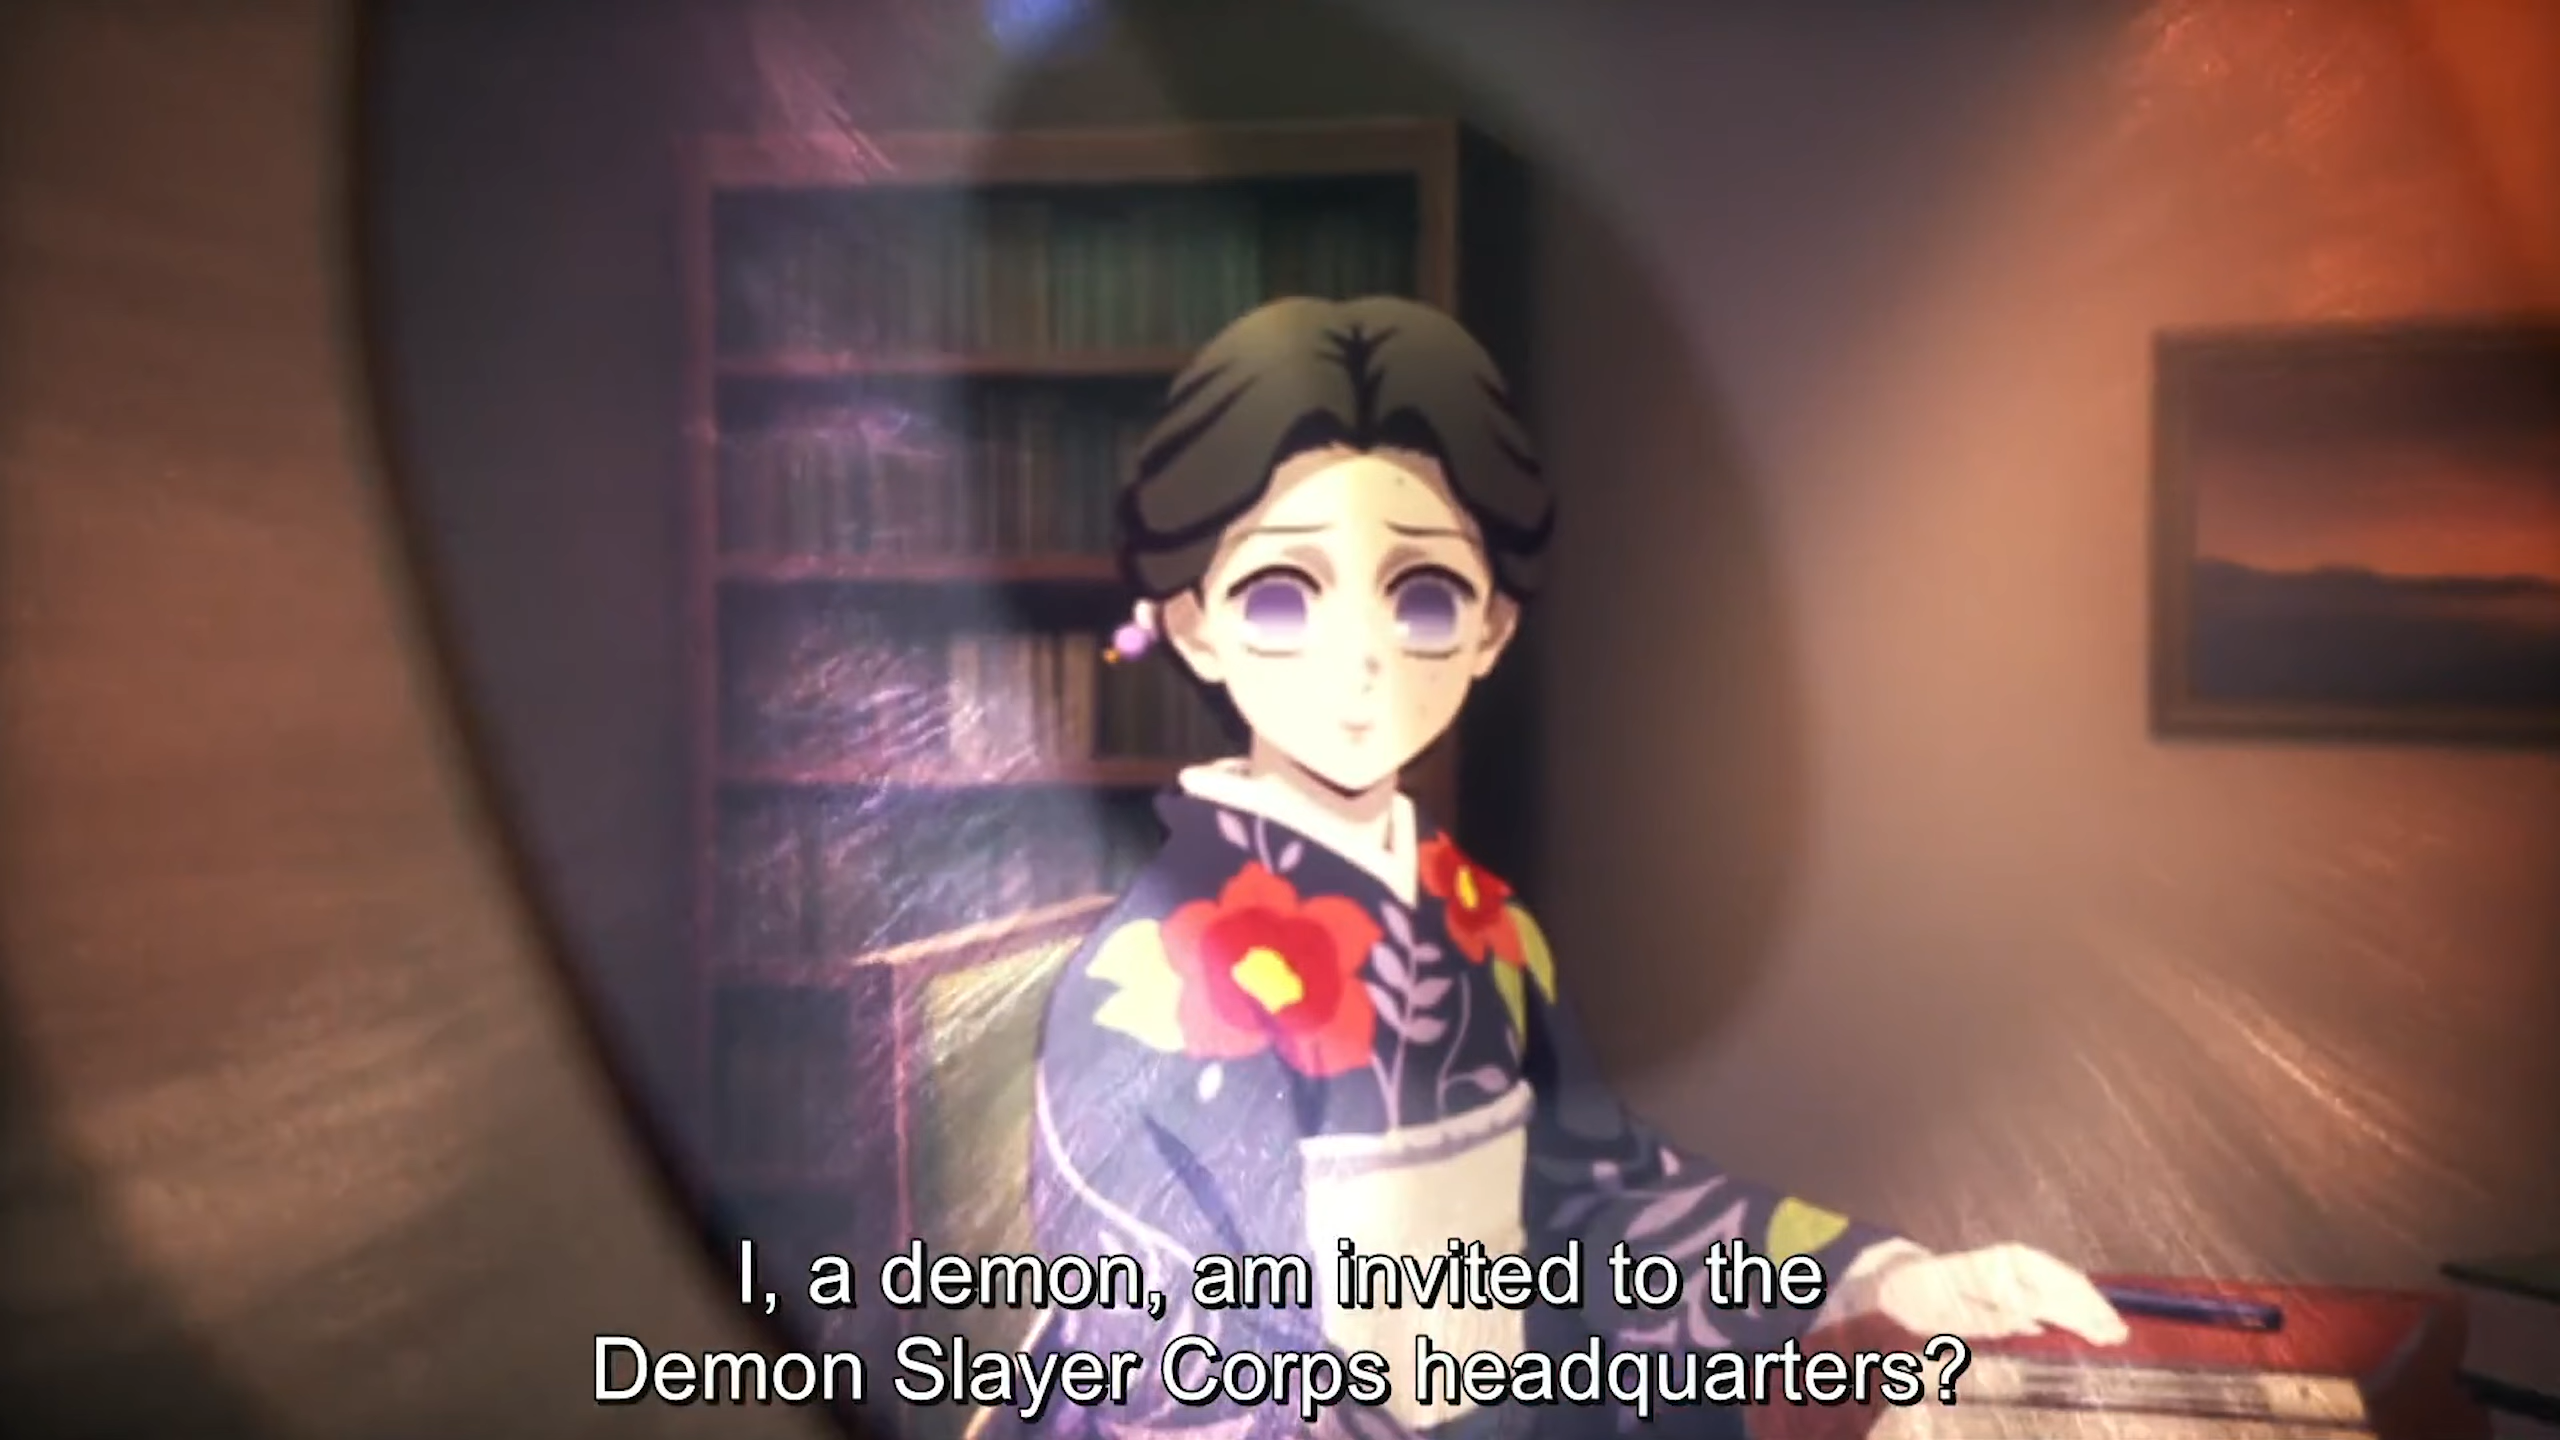 I, a demon, am invited to the
Demon Slayer Corps headquarters?